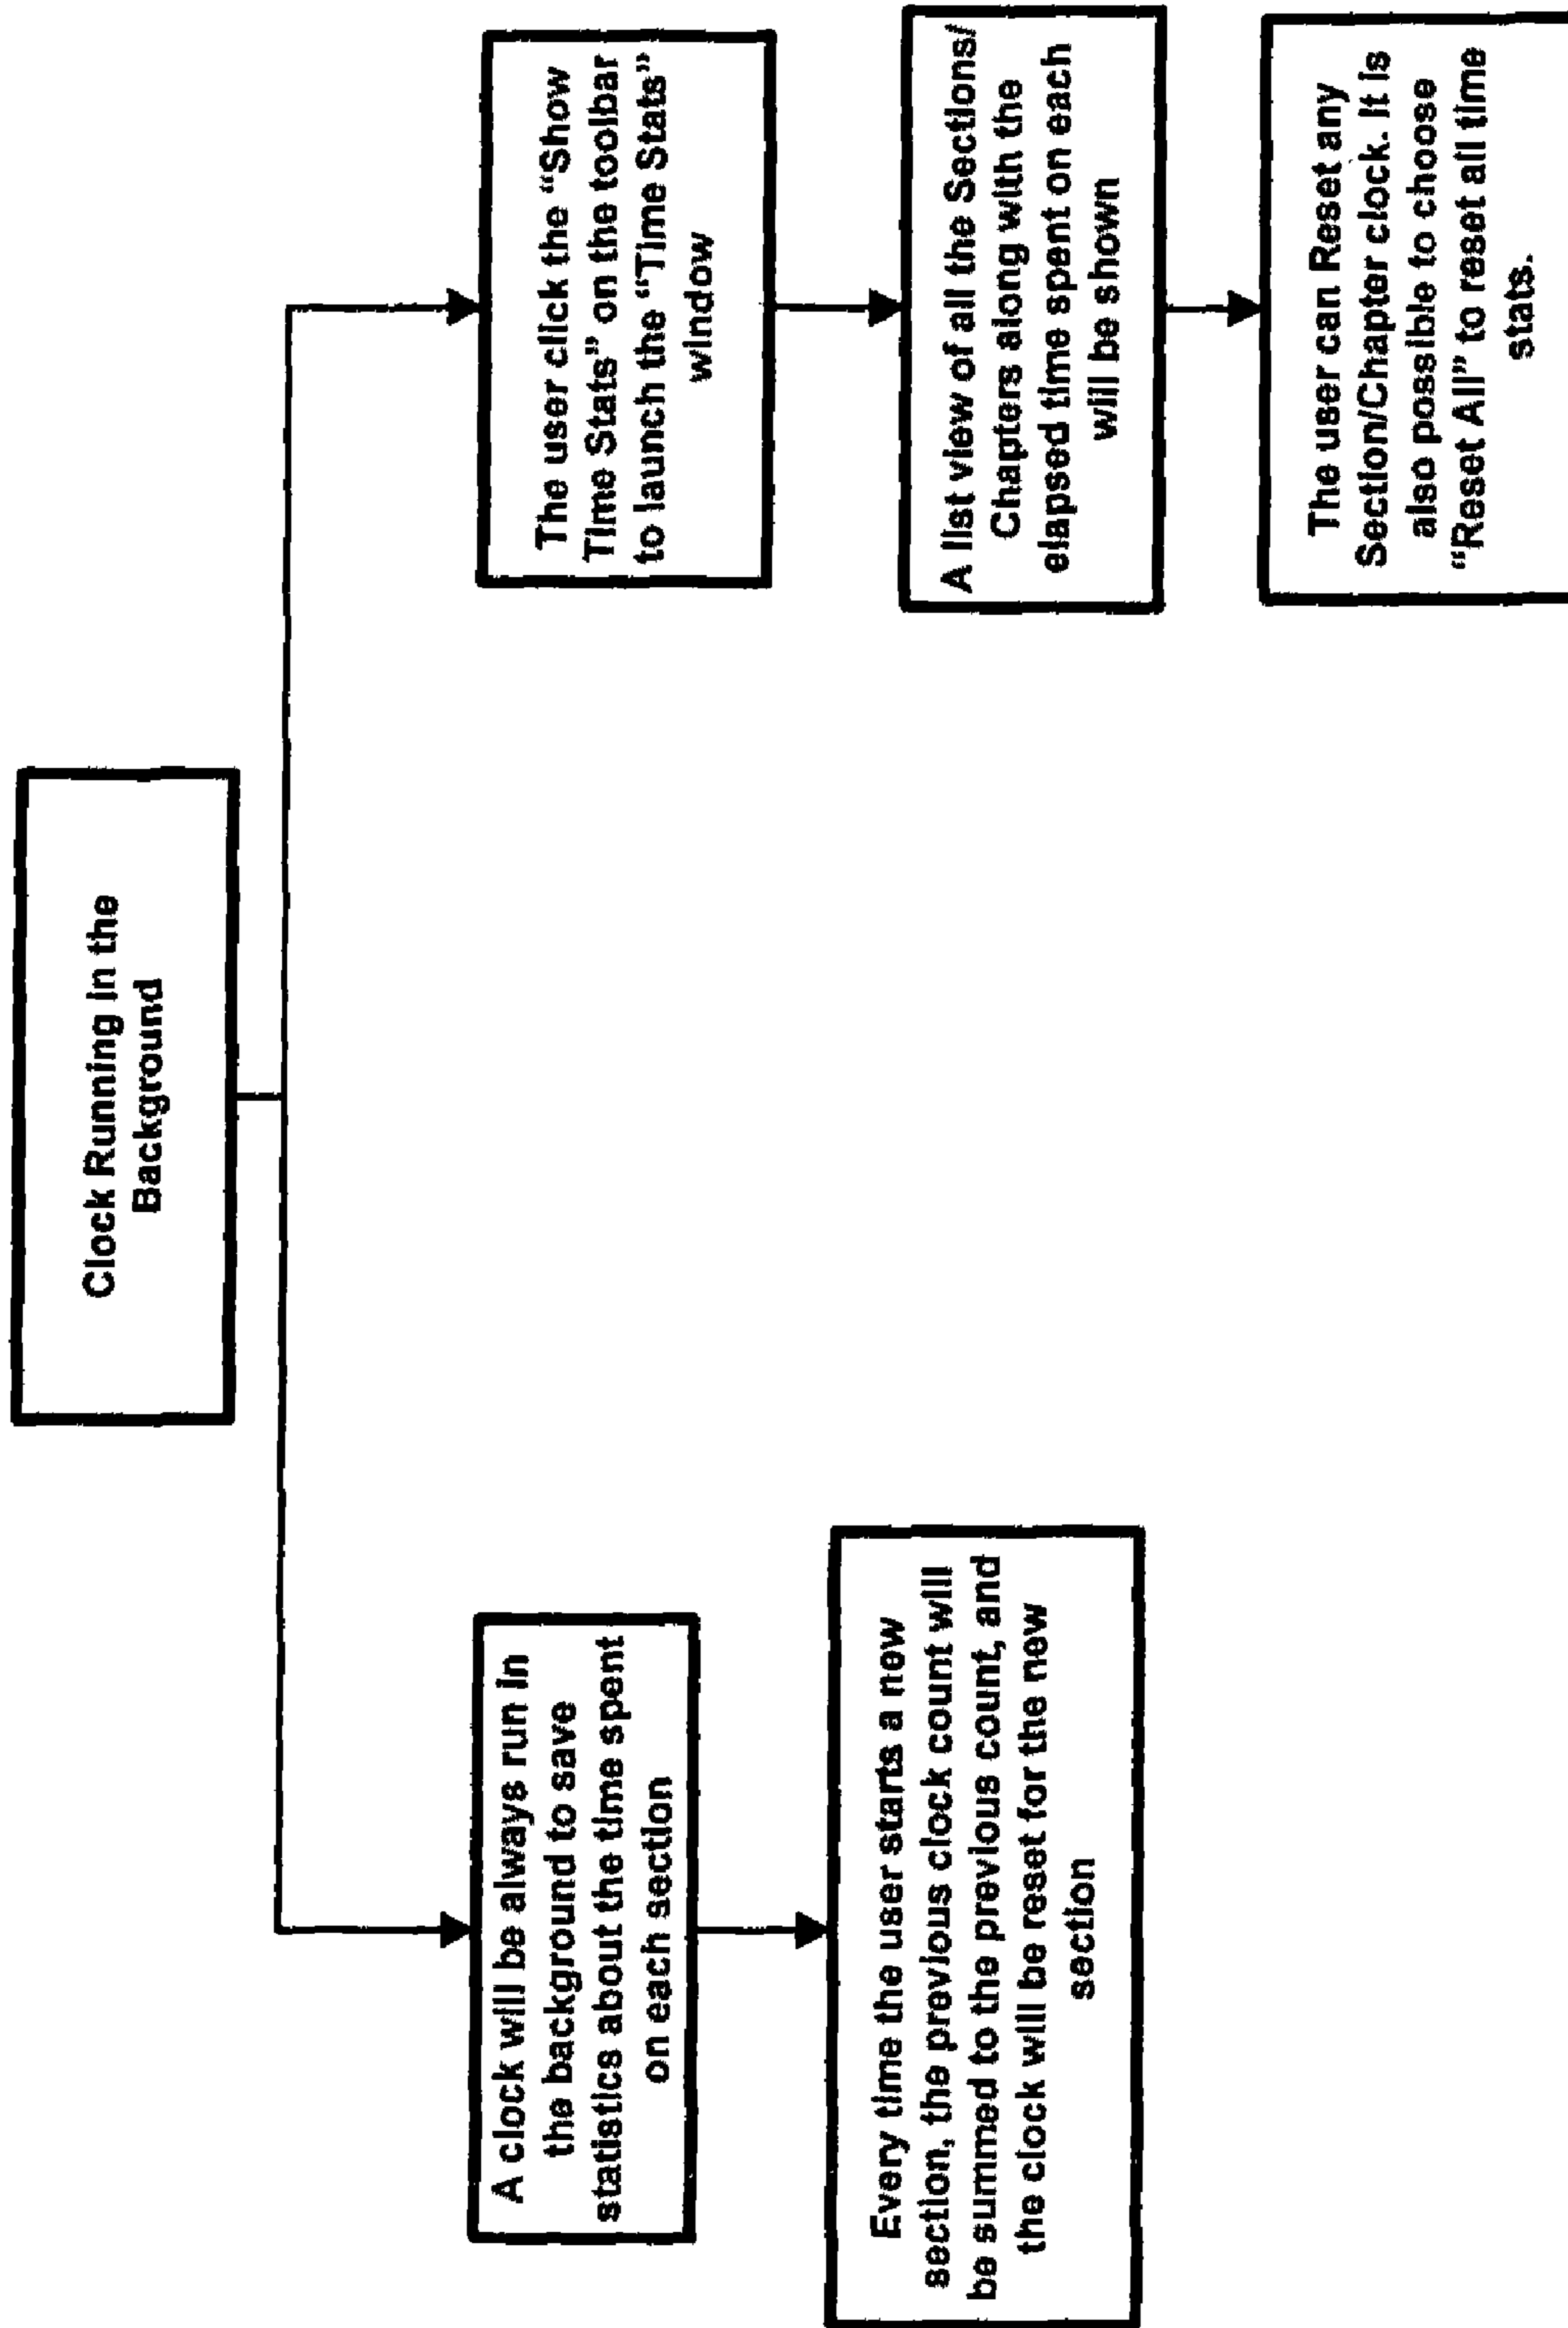 Clock Running in the
Background
A clock will be always run in
the background to save
statistics about the time spent
on each section
Every time the user starts a new
section, the previous clock count will
be summed to the previous count, and
the clock will be reset for the new
section
The user click the “Show
Time Stats” on the toolbar
to launch the “Time Stats”
window
A list view of all the Sections/
Chapters along with the
elapsed time spent on each
will be shown
The user can Reset any
Section/Chapter clock. It is
also possible to choose
“Reset All” to reset all time
stats.